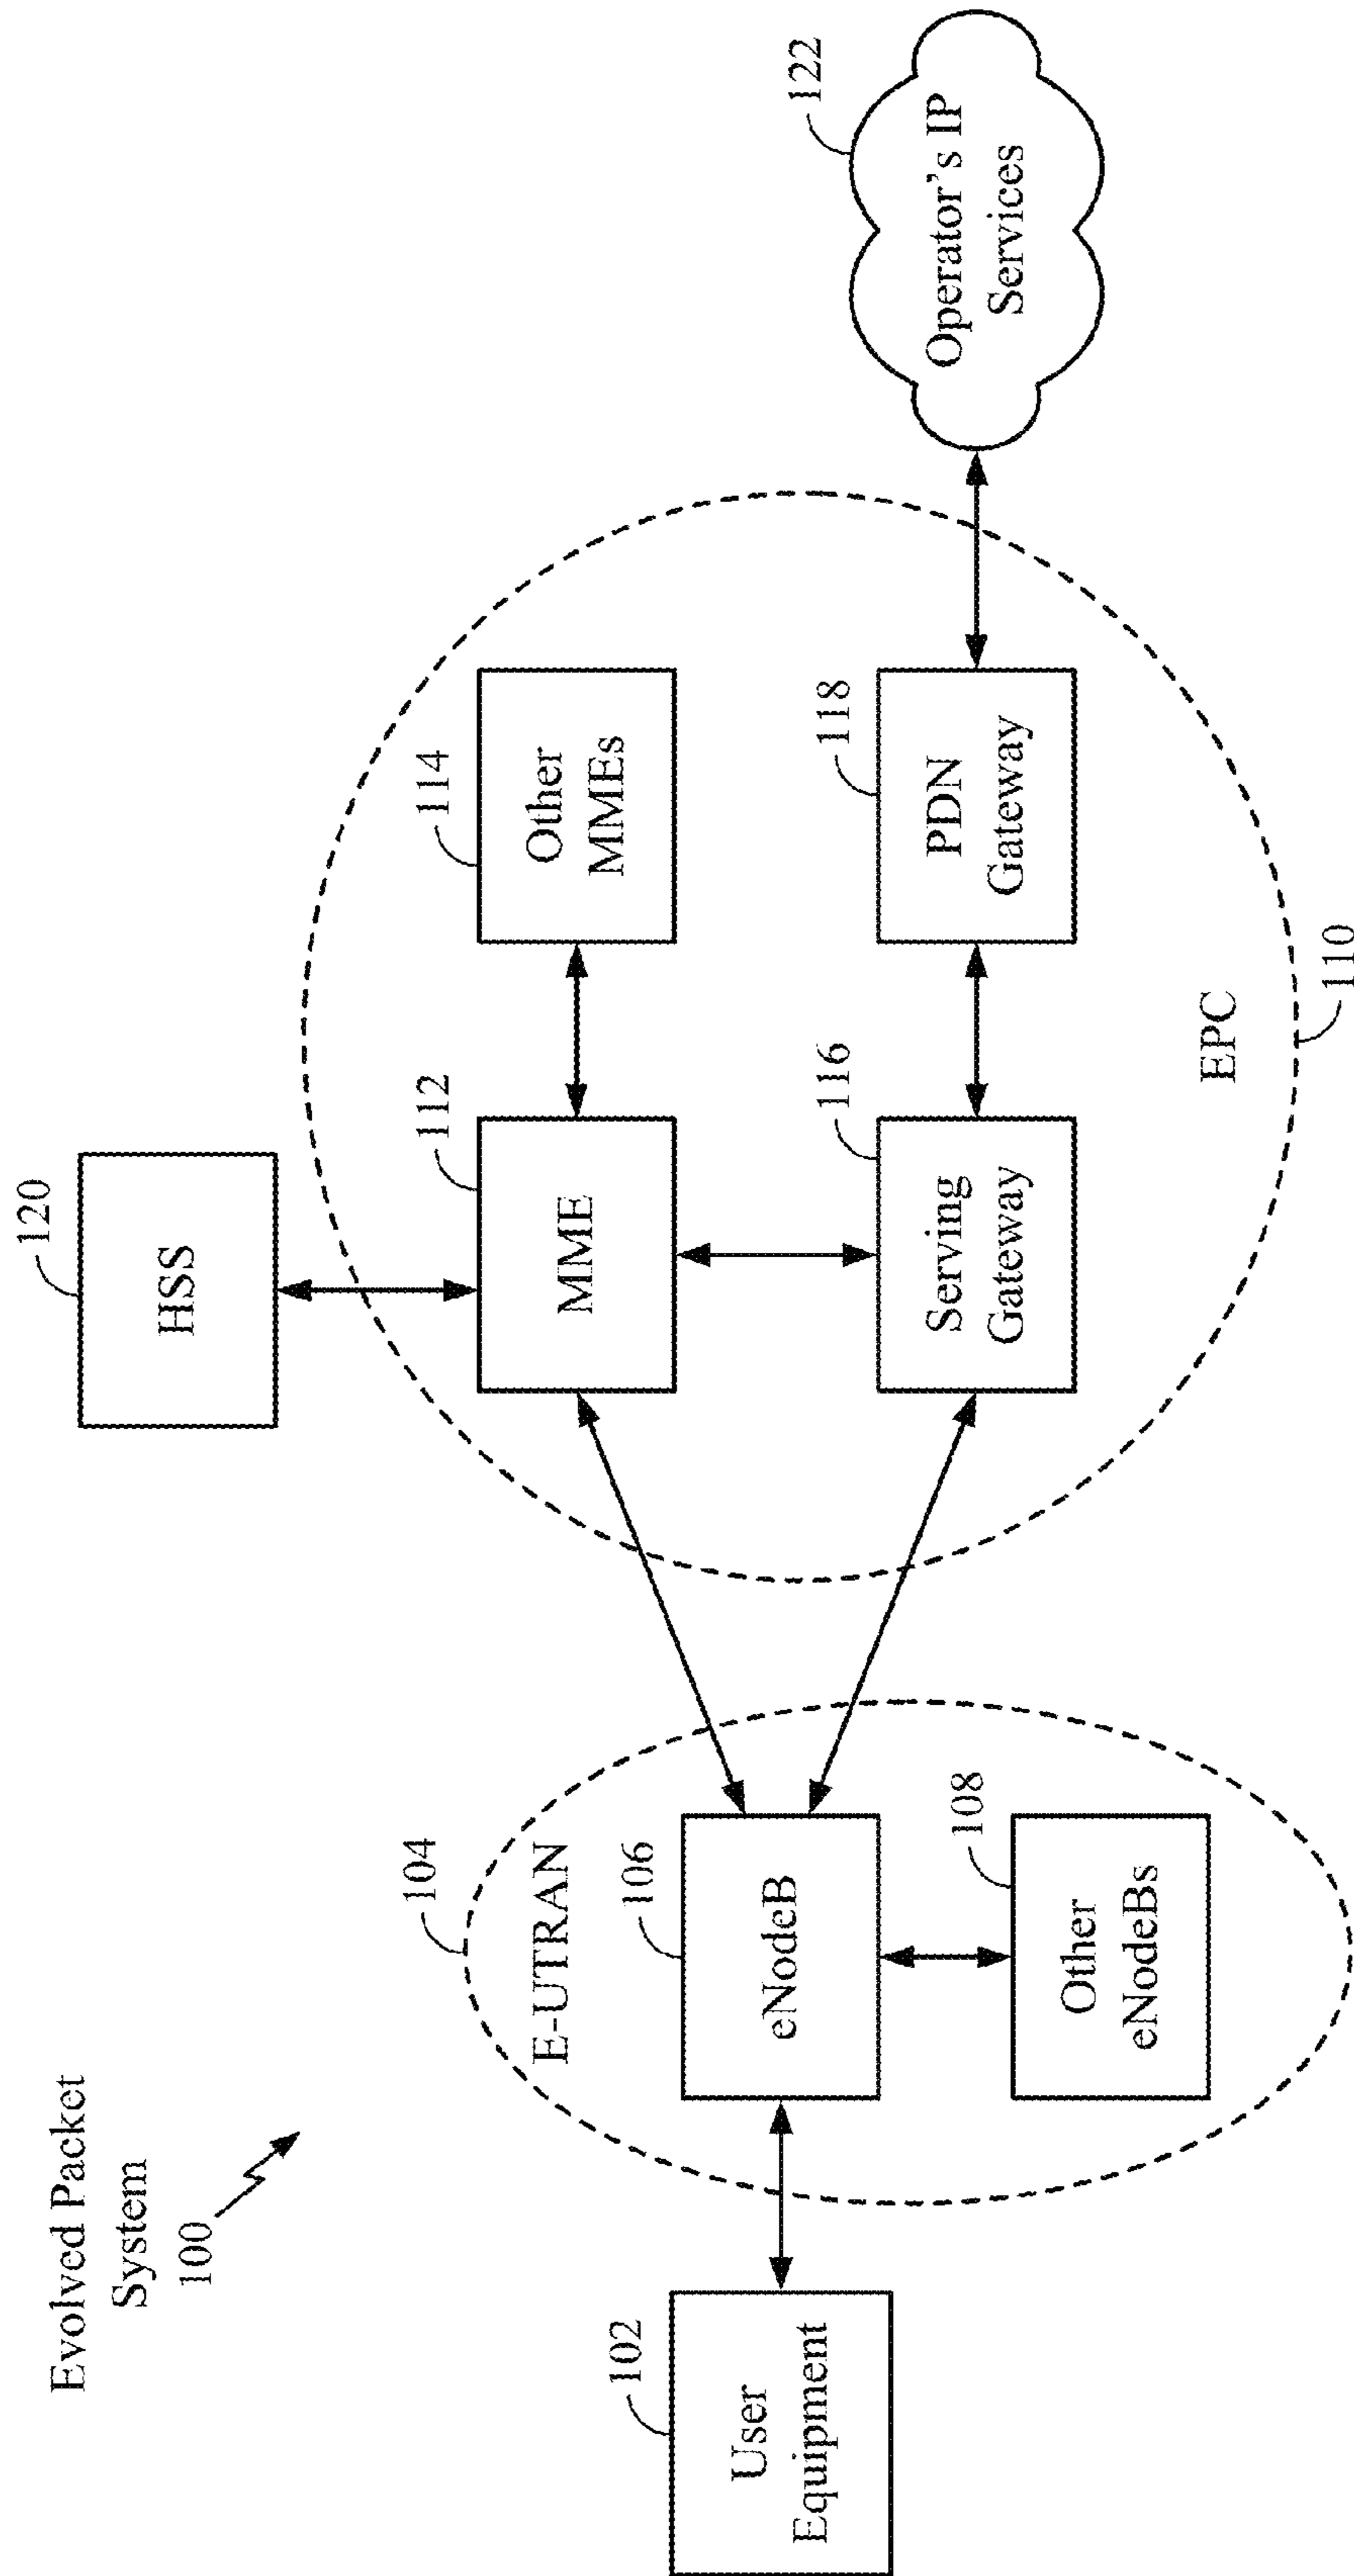 Evolved Packet
System
100
102
User
Equipment
104
E-UTRAN
106
eNodeB
108
Other
eNodeBs
120
HSS
112
MME
114
Other
MMEs
116
Serving
Gateway
118
PDN
Gateway
EPC
110
122
Operator's IP
Services